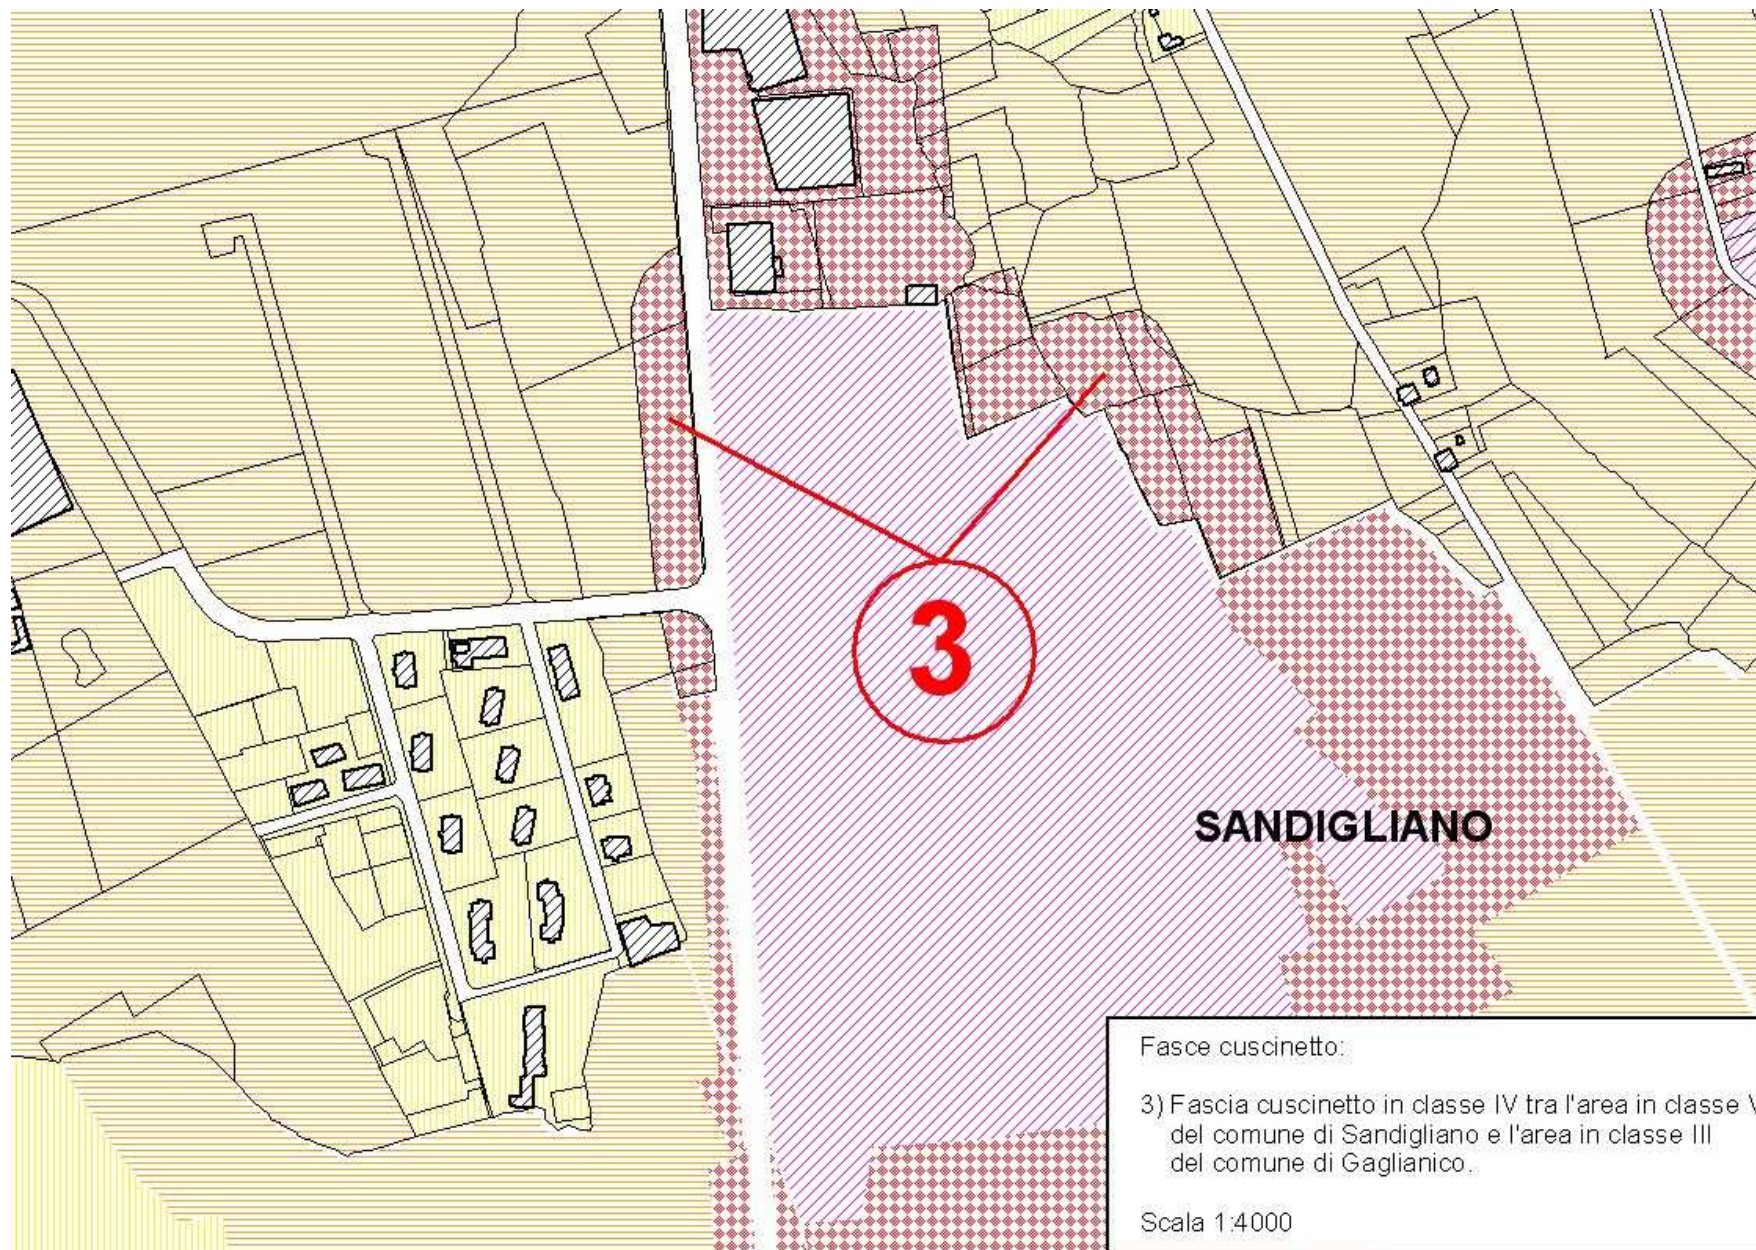 3
SANDIGLIANO
Fasce cuscinetto:
3) Fascia cuscinetto in classe IV tra l'area in classe
del comune di Sandigliano e l'area in classe III
del comune di Gaglianico.
Scala 1:4000